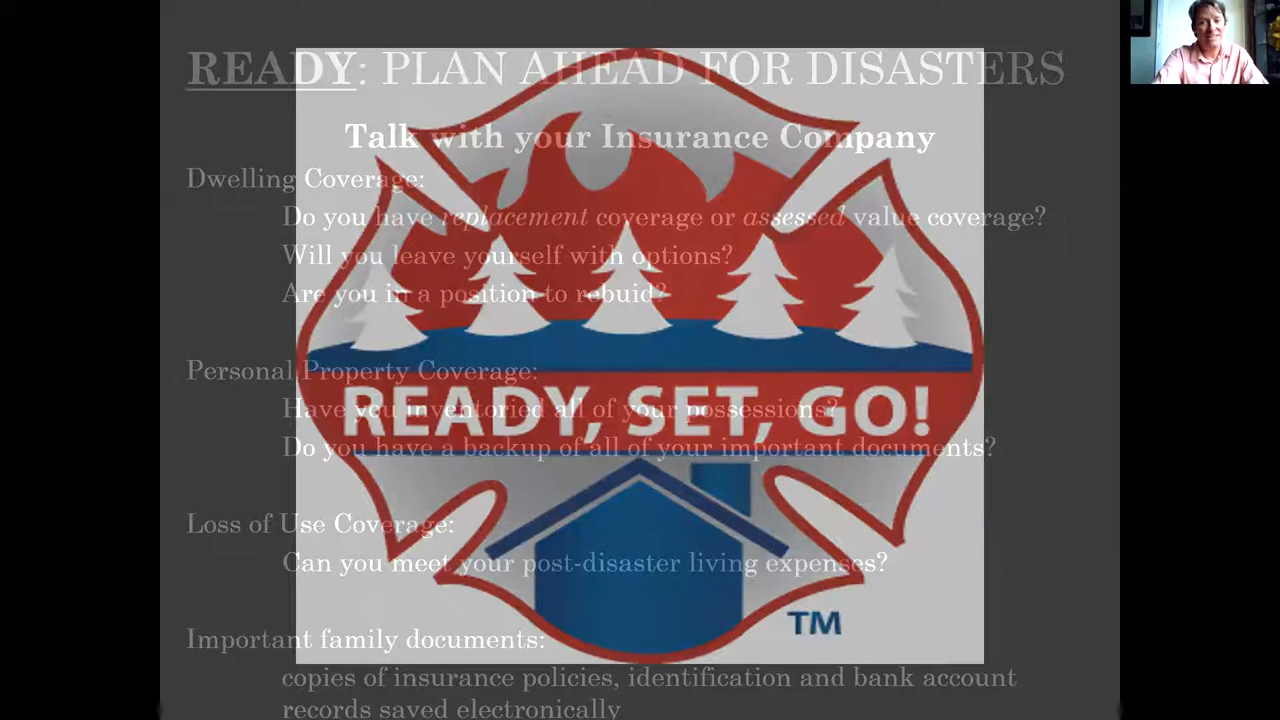 READY: PLAN AHEAD FOR DISASTERS
Talk with your Insurance Company
Dwelling Coverage:
Do you have replacement coverage or assessed value coverage?
Will you leave yourself with options?
Are you in a position to rebuid?
Personal Property Coverage:
Have you inventoried all of your possessions?
READY, SET, GO!
Do you have a backup of all of your important documents?
Loss of Use Coverage:
Can you meet your post-disaster living expenses?
TM
Important family documents:
copies of insurance policies, identification and bank account
records saved electronically